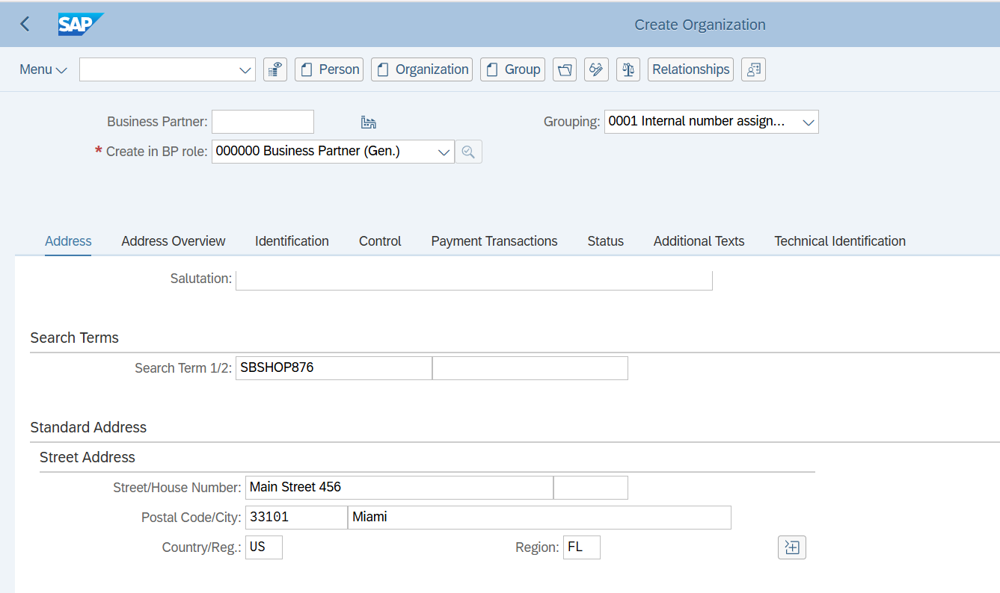 SAP Create Organization
Menu Person Organization Group Relationships
Business Partner: Grouping: 0001 Internal number assign...
* Create in BP role: 000000 Business Partner (Gen.)
Address Address Overview Identification Control Payment Transactions Status Additional Texts Technical Identification
Salutation:
Search Terms
Search Term 1/2: SBSHOP876
Standard Address
Street Address
Street/House Number: Main Street 456
Postal Code/City: 33101 Miami
Country/Reg.: US Region: FL